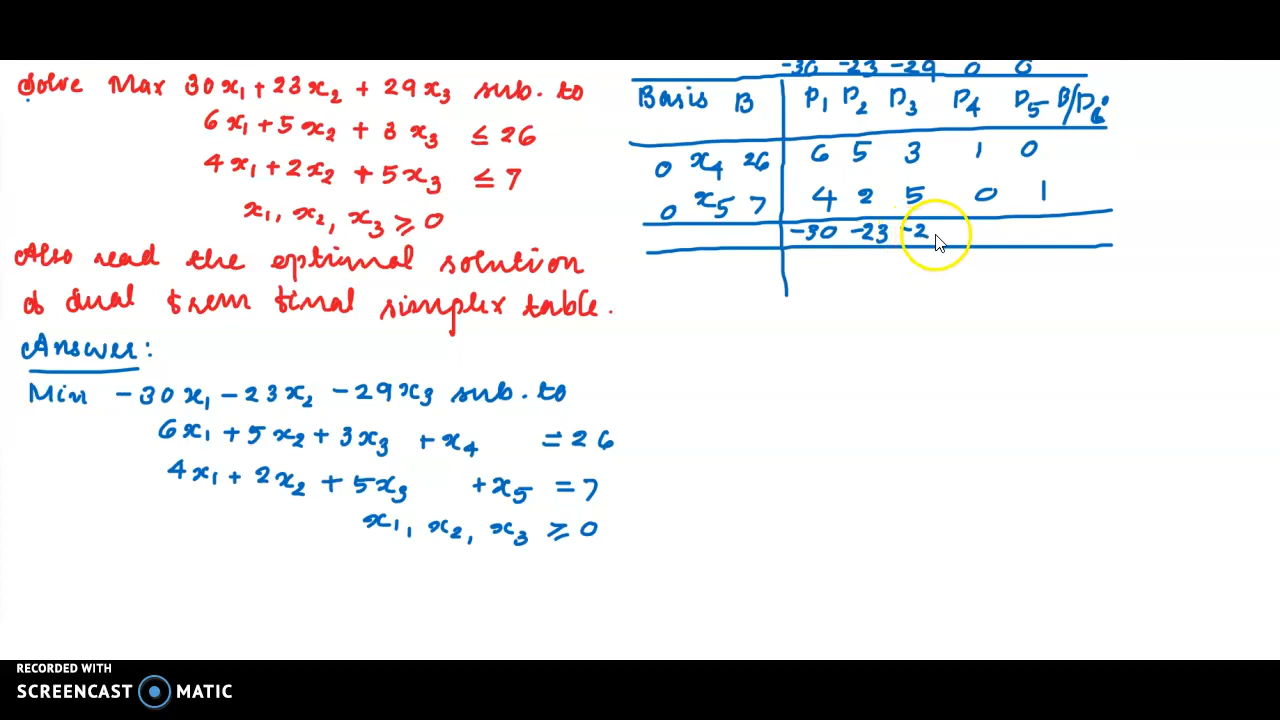 Solve Max 30x₁ + 23x₂ + 29x₃ sub. to
6x₁ + 5x₂ + 3x₃ ≤ 26
4x₁ + 2x₂ + 5x₃ ≤ 7
x₁, x₂, x₃ ≥ 0
Also read the optimal solution
of dual from final simplex table.
Answer:
Min -30x₁ - 23x₂ - 29x₃ sub. to
6x₁ + 5x₂ + 3x₃ + x₄ = 26
4x₁ + 2x₂ + 5x₃ + x₅ = 7
x₁, x₂, x₃ ≥ 0
-30 -23 -29 0 0
Basis B P₁ P₂ P₃ P₄ P₅ B/Pᵢ
0 x₄ 26 6 5 3 1 0
0 x₅ 7 4 2 5 0 1
-30 -23 -2
RECORDED WITH
SCREENCAST MATIC